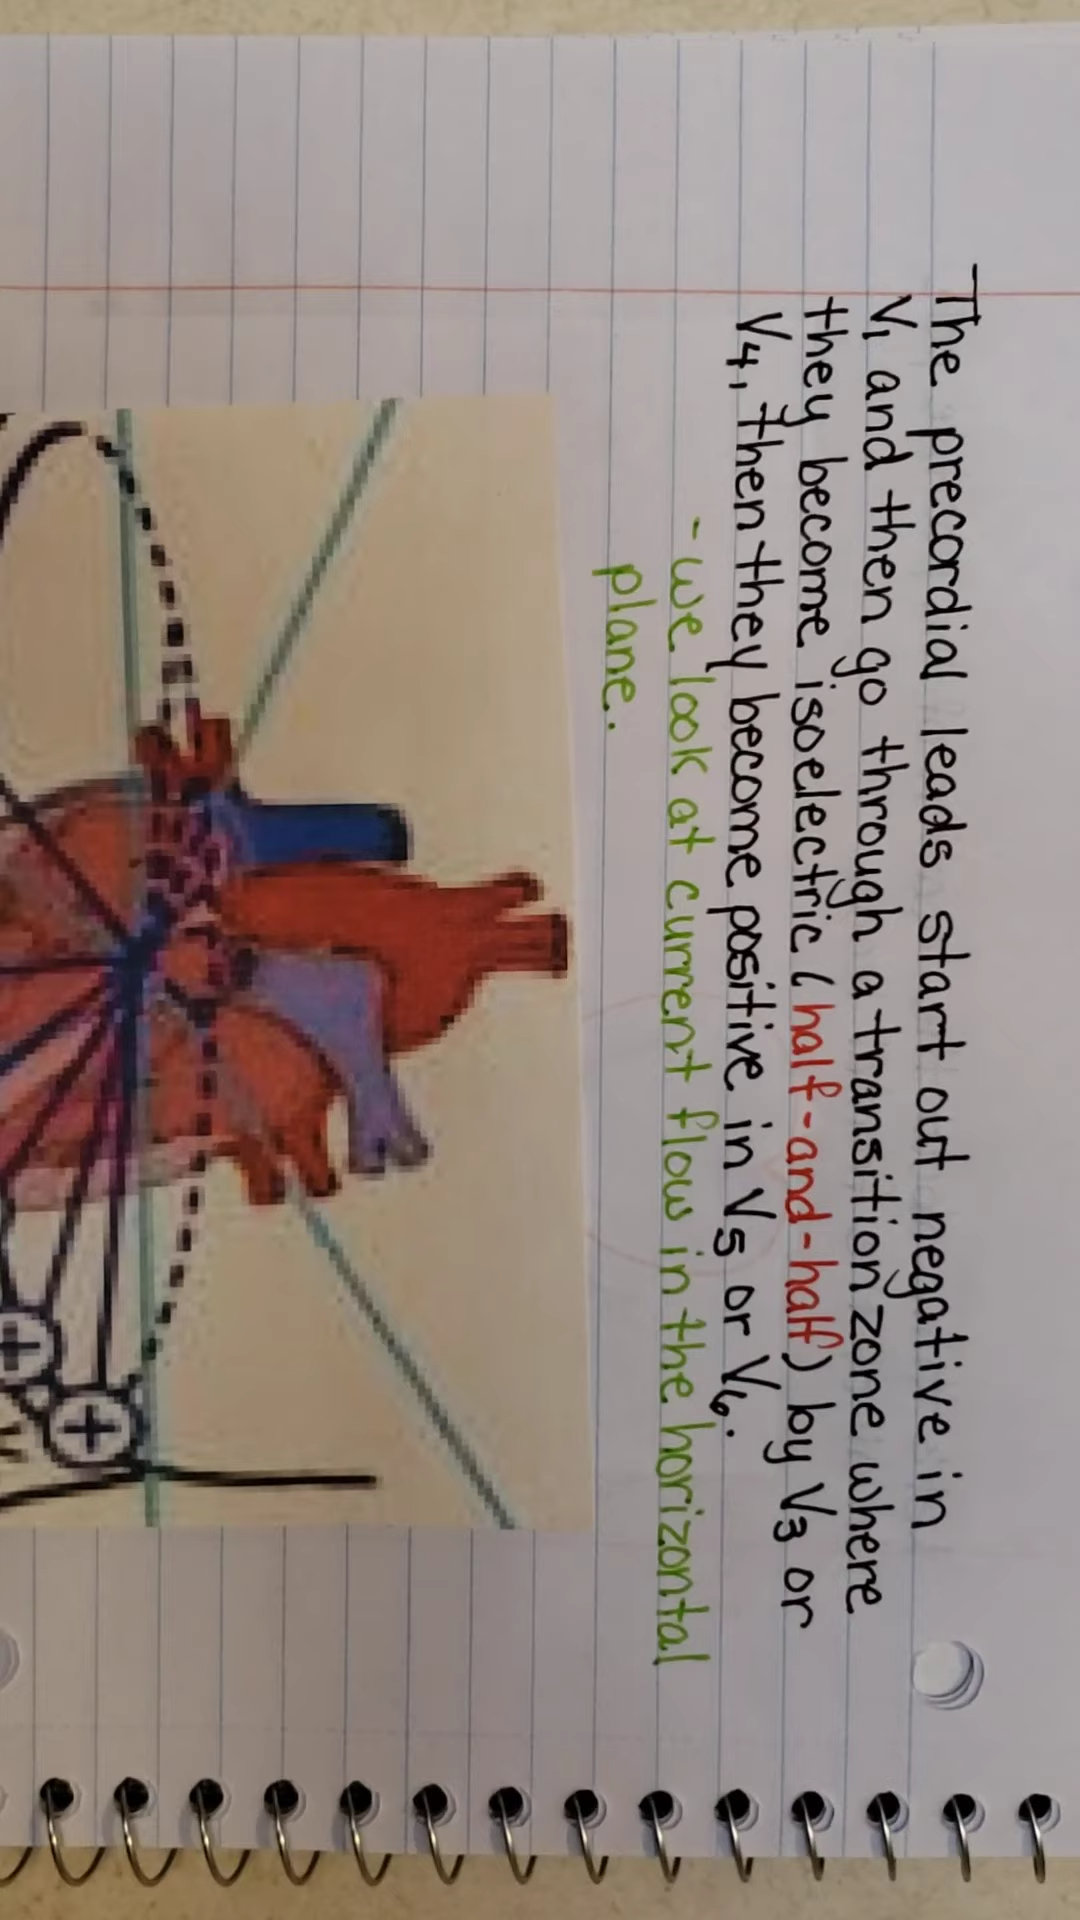 The precordial leads start out negative in
V1 and then go through a transition zone where
they become isoelectric (half-and-half) by V3 or
V4, then they become positive in V5 or V6.
- we look at current flow in the horizontal
plane.
+
+